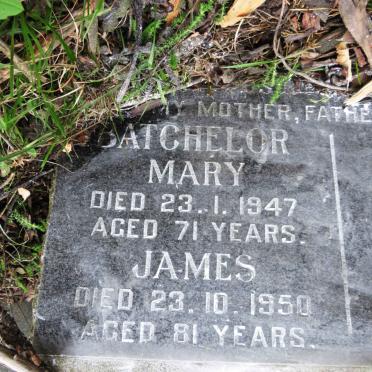 MY MOTHER, FATHE
BATCHELOR
MARY
DIED 23.1.1947
AGED 71 YEARS.
JAMES
DIED 23.10.1950
AGED 81 YEARS.